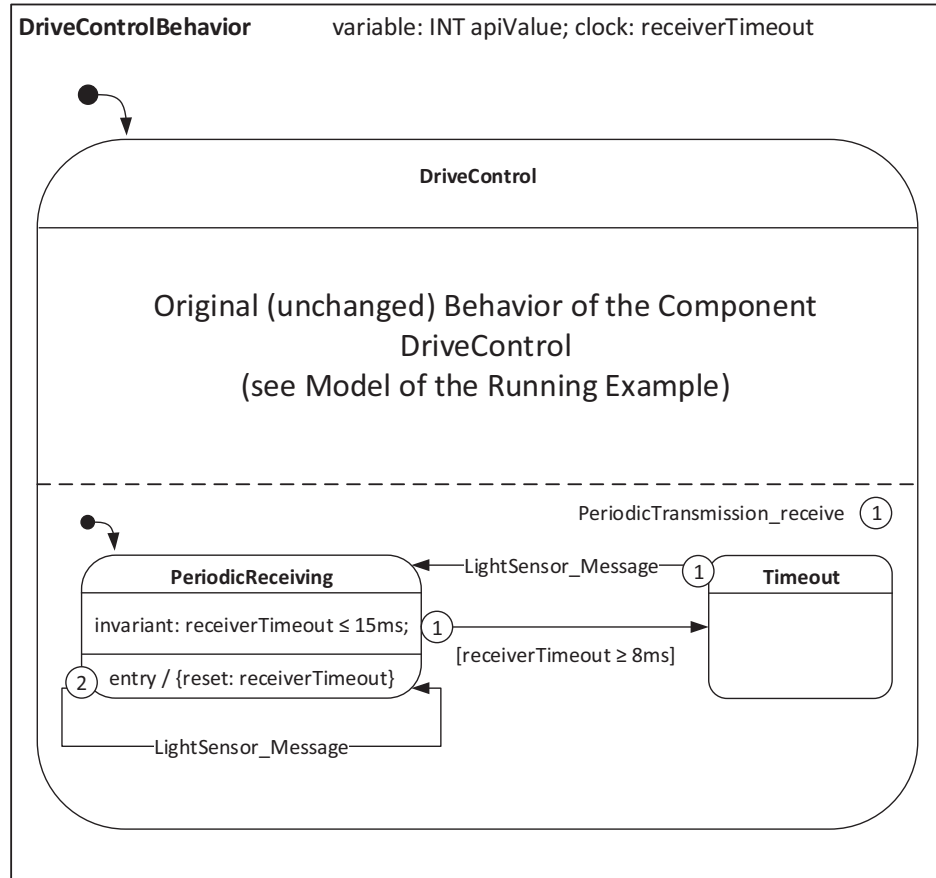 DriveControlBehavior variable: INT apiValue; clock: receiverTimeout
DriveControl
Original (unchanged) Behavior of the Component
DriveControl
(see Model of the Running Example)
PeriodicTransmission_receive 1
LightSensor_Message 1
PeriodicReceiving
Timeout
invariant: receiverTimeout ≤ 15ms; 1
[receiverTimeout ≥ 8ms]
2 entry / {reset: receiverTimeout}
LightSensor_Message